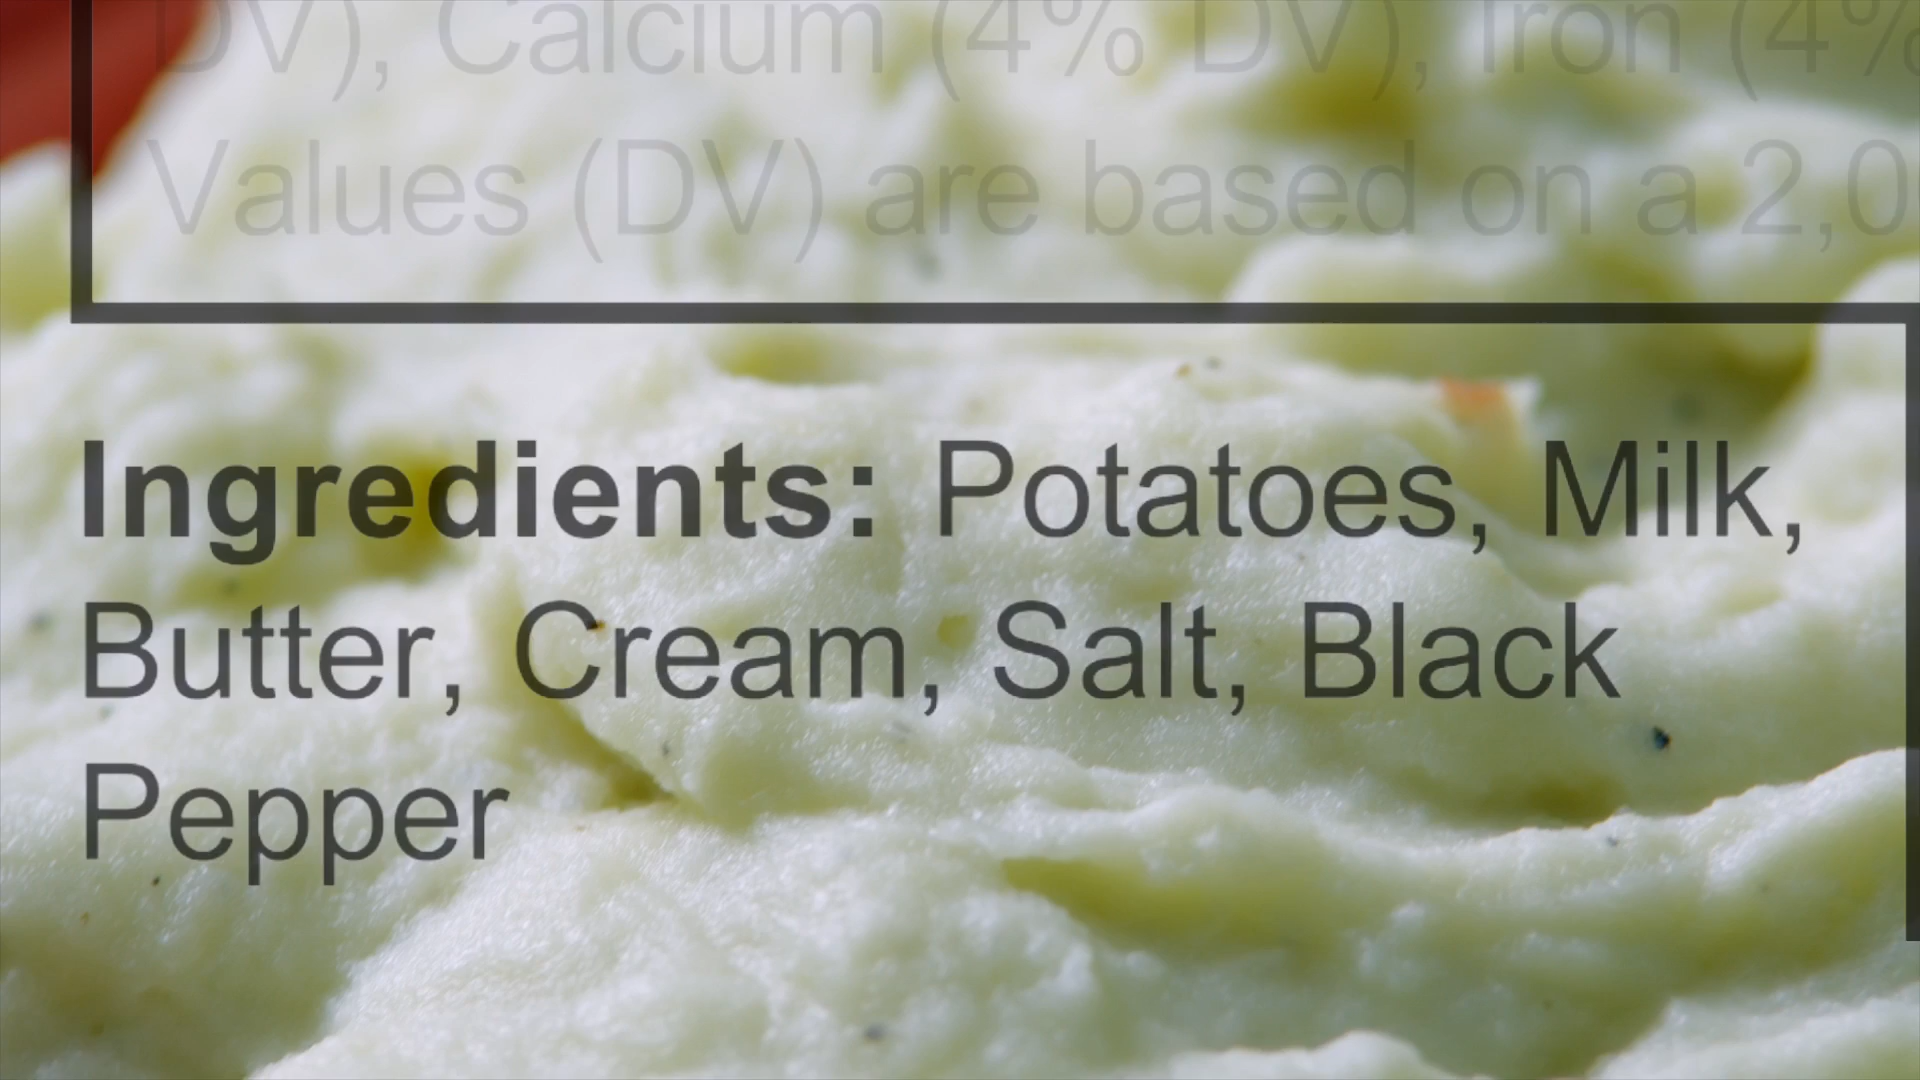 DV), Calcium (4% DV), Iron (4%
Values (DV) are based on a 2,0
Ingredients: Potatoes, Milk,
Butter, Cream, Salt, Black
Pepper